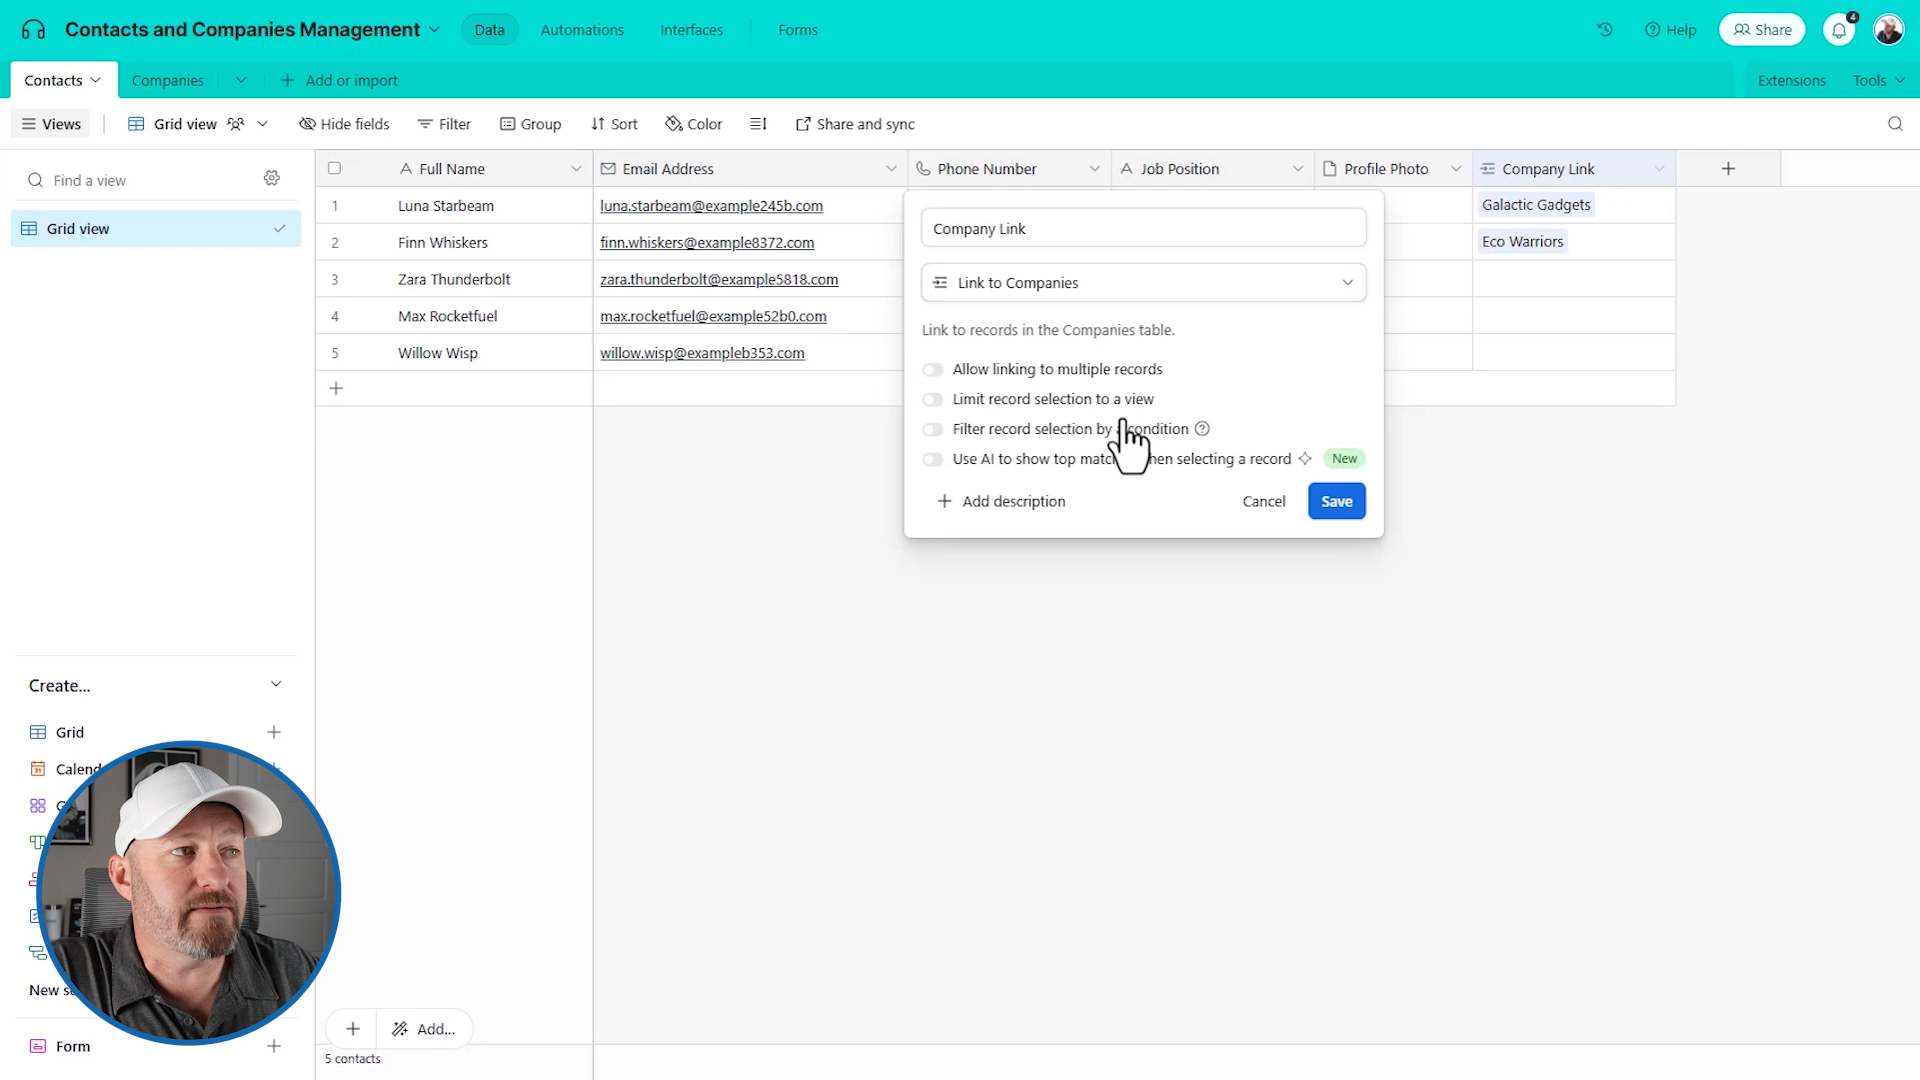 Contacts and Companies Management
Data
Automations
Interfaces
Forms
Help
Share
4
Contacts
Companies
Add or import
Extensions
Tools
Views
Grid view
Hide fields
Filter
Group
Sort
Color
Share and sync
Find a view
Full Name
Email Address
Phone Number
Job Position
Profile Photo
Company Link
1 Luna Starbeam luna.starbeam@example245b.com Galactic Gadgets
2 Finn Whiskers finn.whiskers@example8372.com Eco Warriors
3 Zara Thunderbolt zara.thunderbolt@example5818.com
4 Max Rocketfuel max.rocketfuel@example52b0.com
5 Willow Wisp willow.wisp@exampleb353.com
Grid view
Company Link
Link to Companies
Link to records in the Companies table.
Allow linking to multiple records
Limit record selection to a view
Filter record selection by condition
Use AI to show top selecting a record New
Add description
Cancel
Save
Create...
Grid
Form
Add...
5 contacts